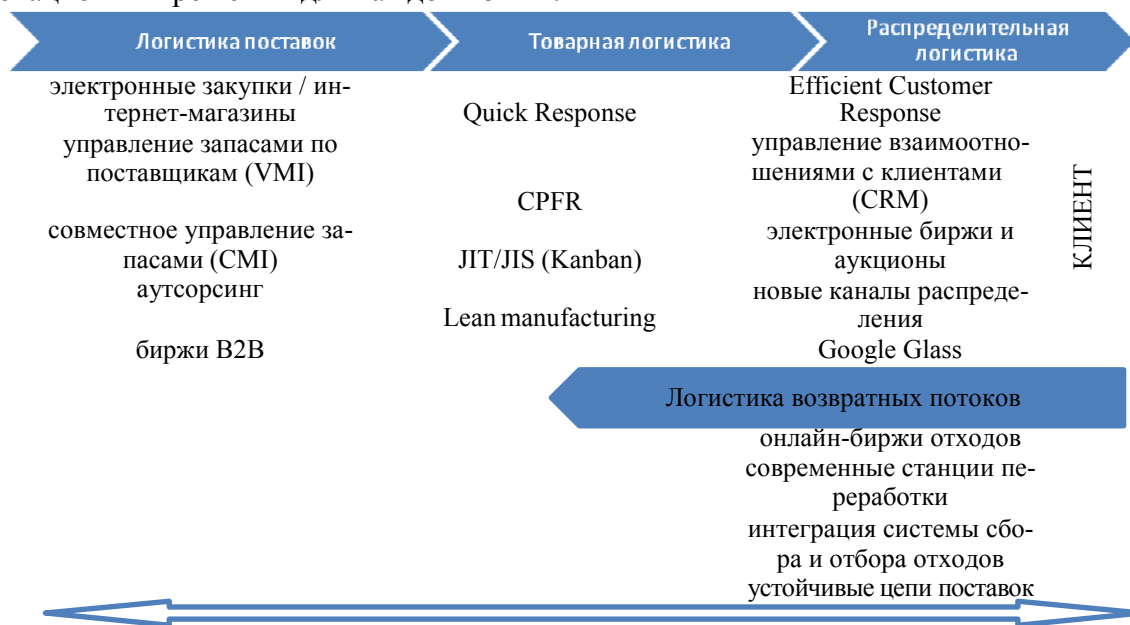 Логистика поставок
Товарная логистика
Распределительная
логистика
электронные закупки / ин-
тернет-магазины
управление запасами по
поставщикам (VMI)
совместное управление за-
пасами (CMI)
аутсорсинг
биржи B2B
Quick Response
CPFR
JIT/JIS (Kanban)
Lean manufacturing
Efficient Customer
Response
управление взаимоотно-
шениями с клиентами
(CRM)
электронные биржи и
аукционы
новые каналы распреде-
ления
Google Glass
КЛИЕНТ
Логистика возвратных потоков
онлайн-биржи отходов
современные станции пе-
реработки
интеграция системы сбо-
ра и отбора отходов
устойчивые цепи поставок